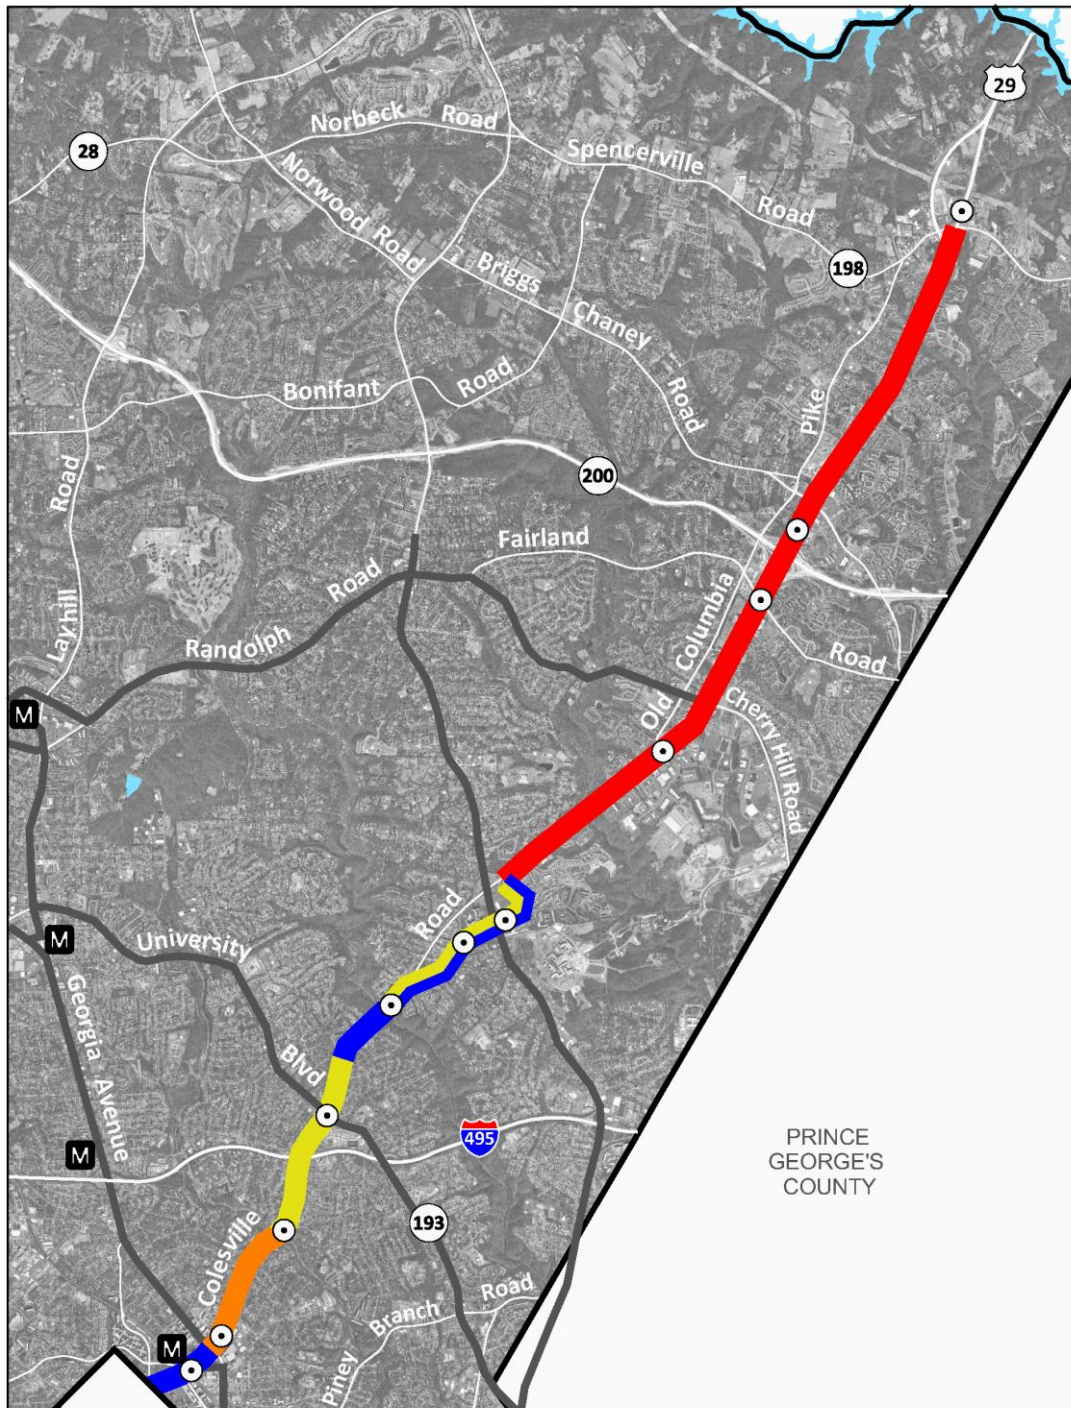 29
Norbeck Road
28
Spencerville Road
Norwood Road
198
Briggs Chaney Road
Bonifant Road
Pike
Road
200
Fairland
Road
Columbia
Layhill
Randolph
Road
Old
Cherry Hill Road
M
Road
University
M
Georgia Avenue
Blvd
495
M
PRINCE
GEORGE'S
COUNTY
193
Colesville
Piney Branch Road
M